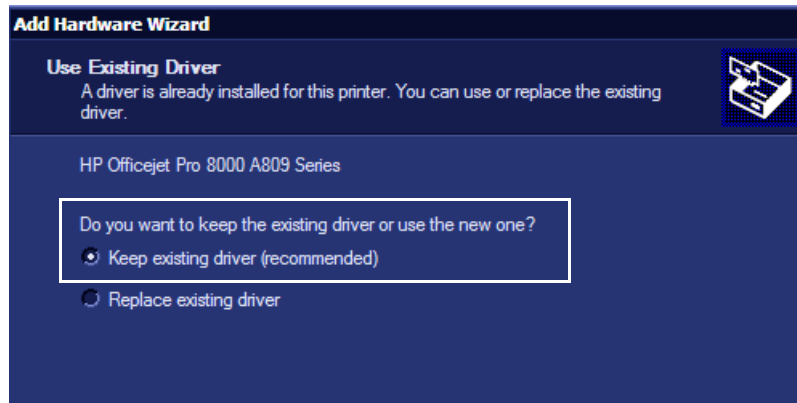 Add Hardware Wizard
Use Existing Driver
A driver is already installed for this printer. You can use or replace the existing
driver.
HP Officejet Pro 8000 A809 Series
Do you want to keep the existing driver or use the new one?
Keep existing driver (recommended)
Replace existing driver